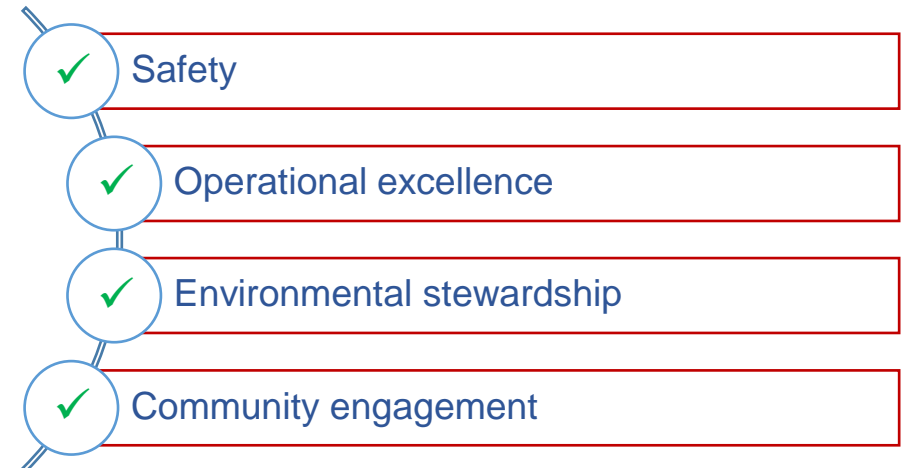 Safety
Operational excellence
Environmental stewardship
Community engagement